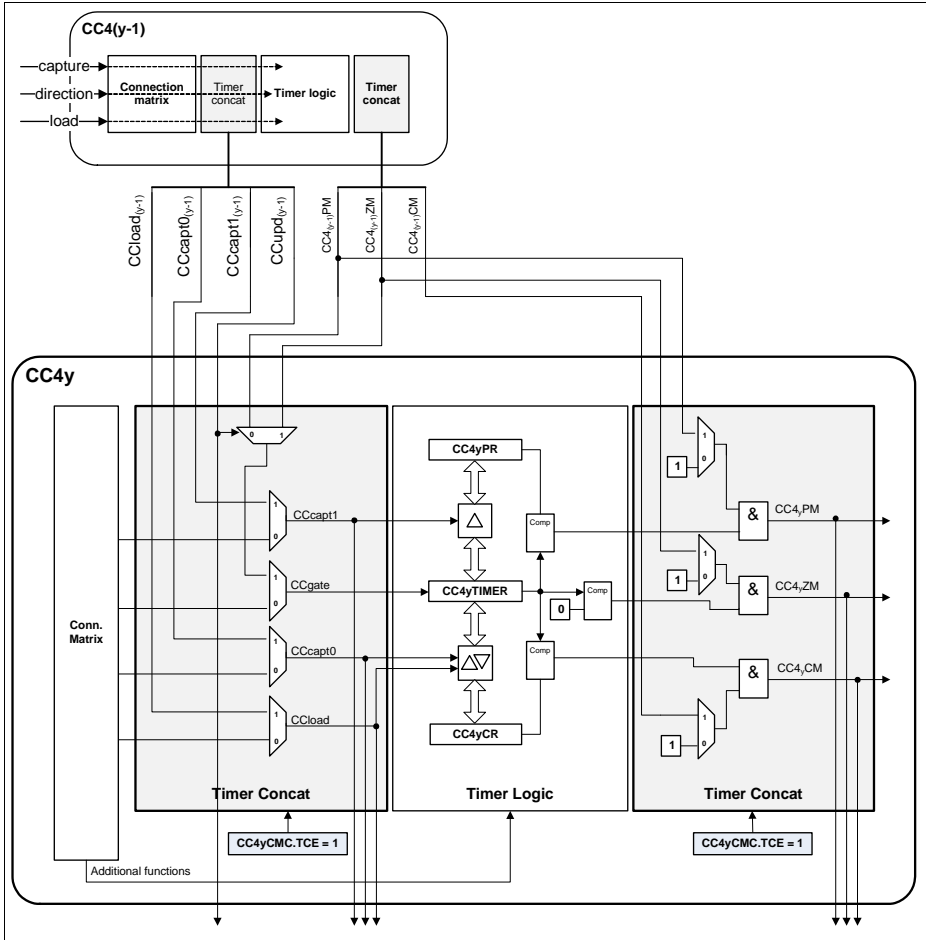 CC4(y-1)
capture
direction
load
Connection matrix
Timer concat
Timer logic
Timer concat
CCload(y-1)
CCcapt0(y-1)
CCcapt1(y-1)
CCupd(y-1)
CC4(y-1)PM
CC4(y-1)ZM
CC4(y-1)CM
CC4y
Conn. Matrix
0 1
1
0
CCcapt1
1
0
CCgate
1
0
CCcapt0
1
0
CCload
Timer Concat
CC4yCMC.TCE = 1
Additional functions
CC4yPR
Comp
CC4yTIMER
0
Comp
Comp
CC4yCR
Timer Logic
1
0
1
&
CC4yPM
1
0
1
&
CC4yZM
&
CC4yCM
1
0
1
Timer Concat
CC4yCMC.TCE = 1